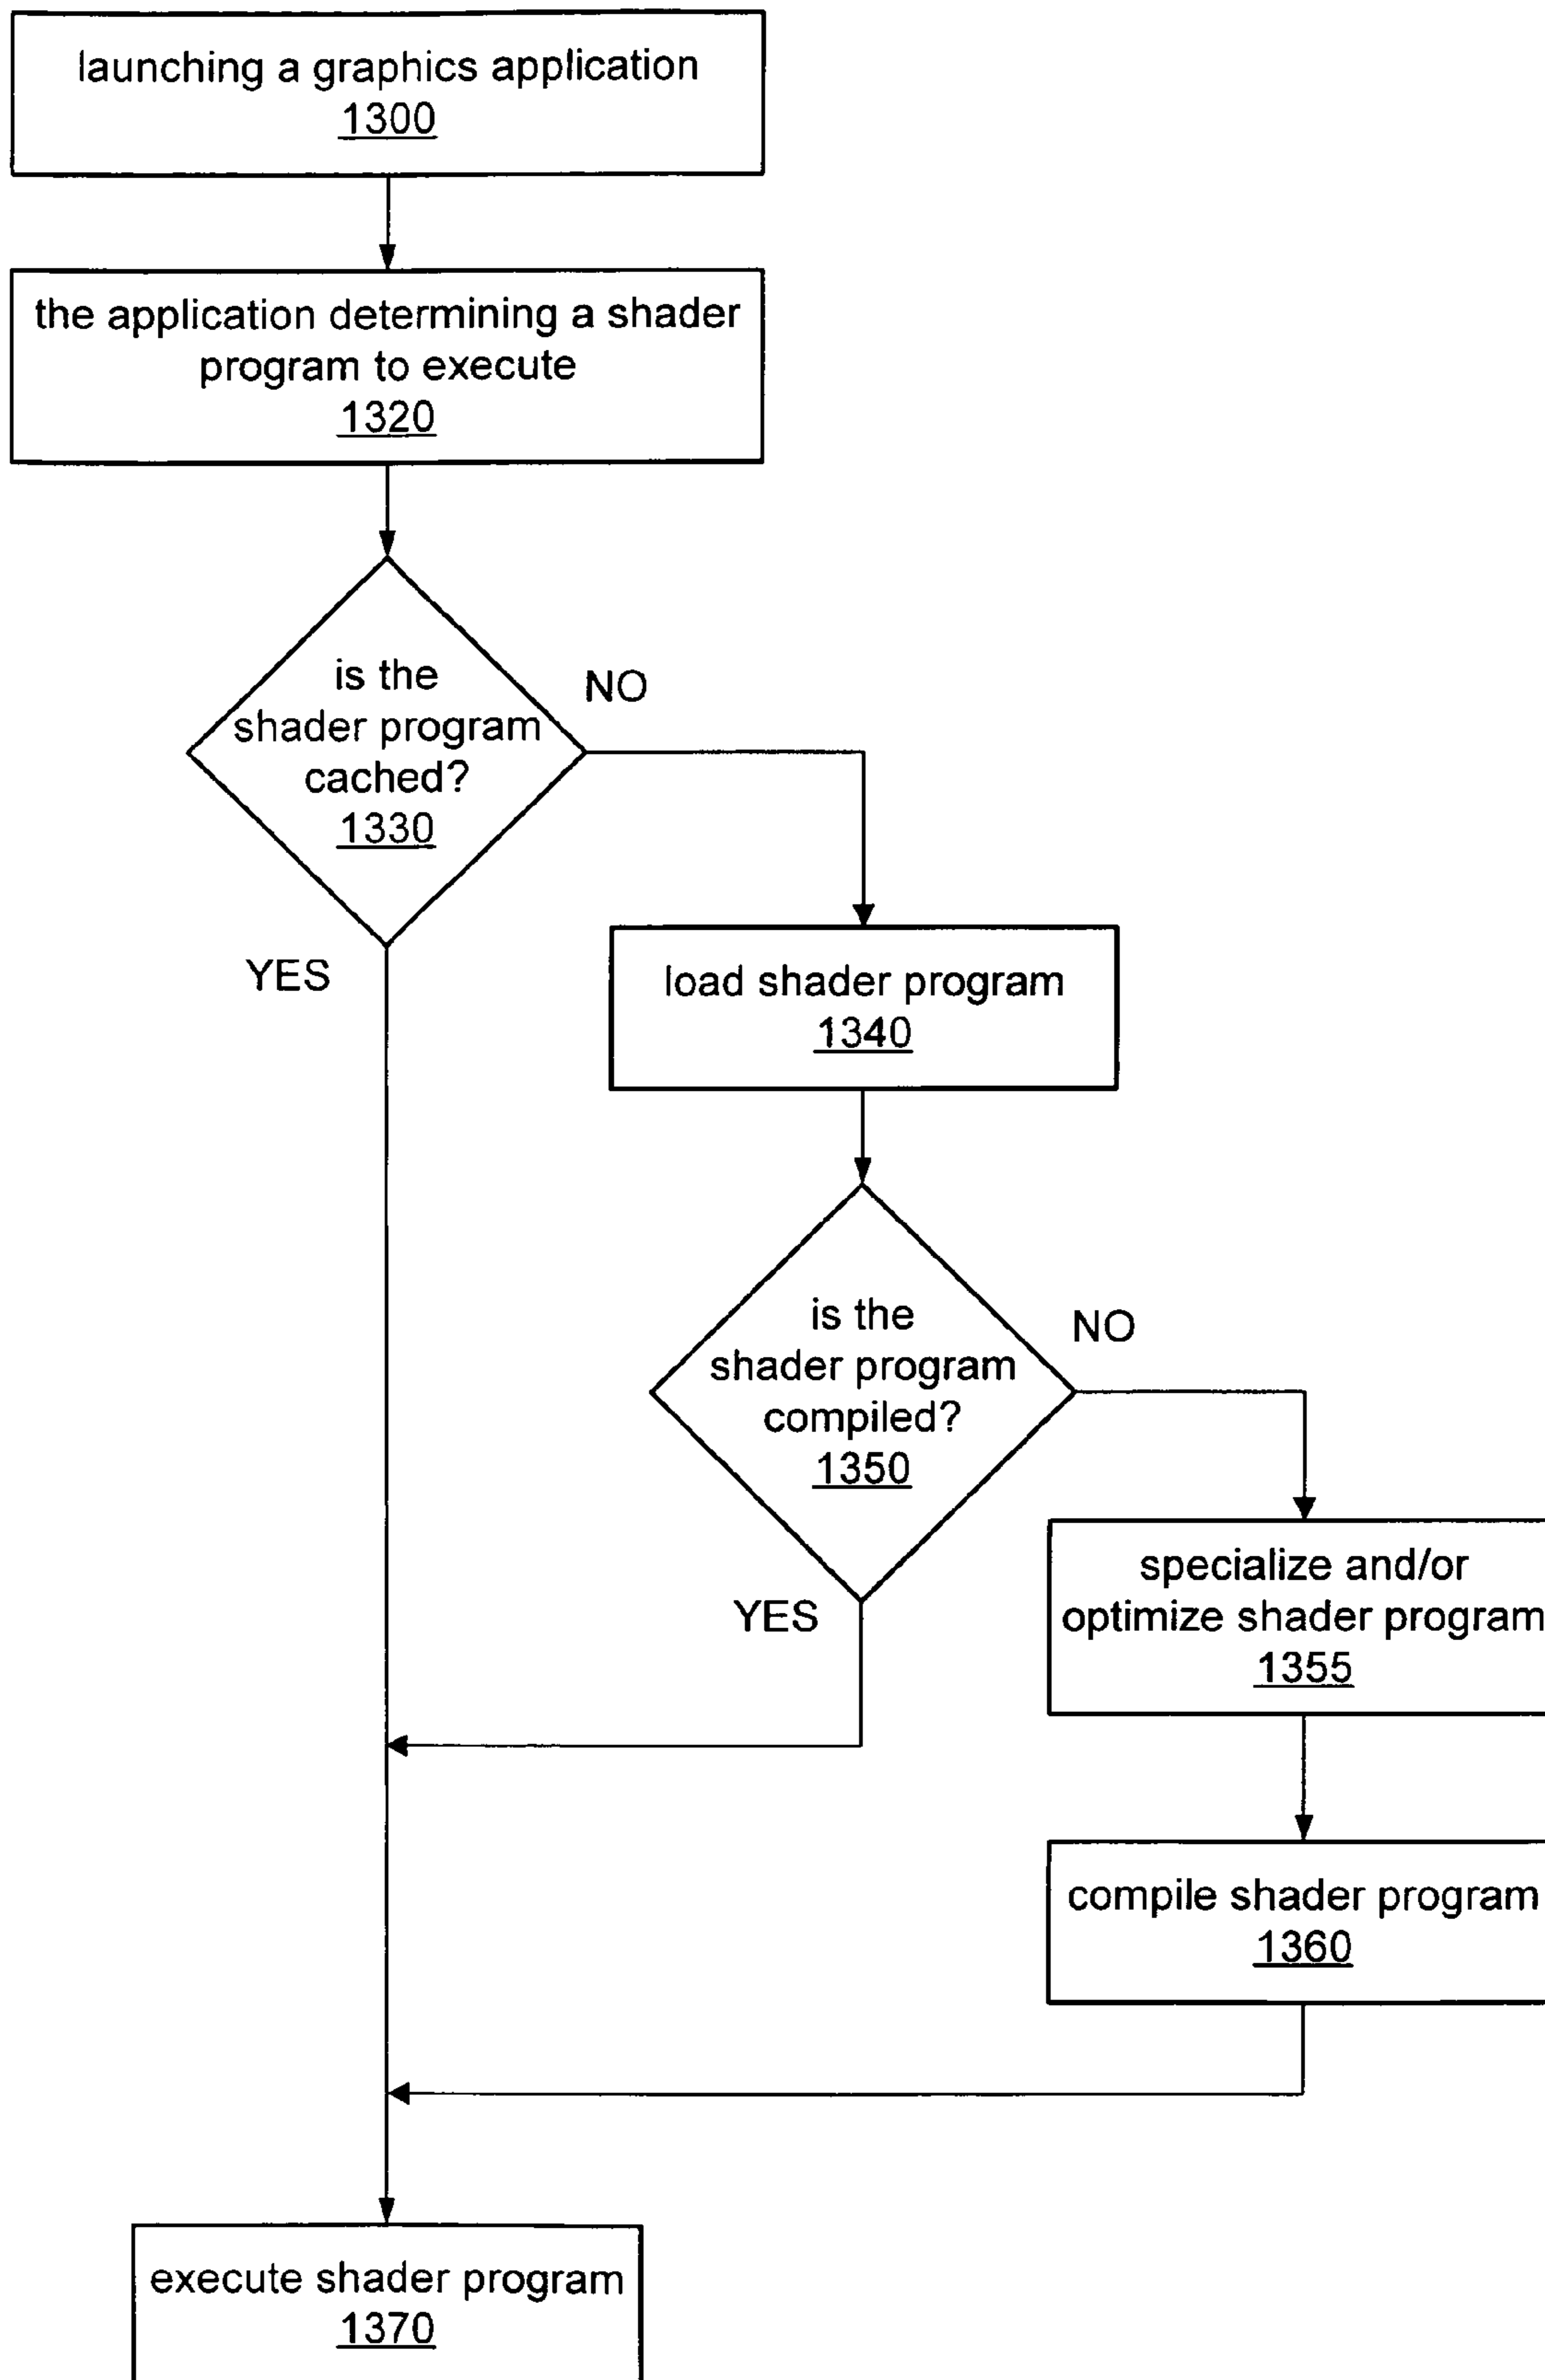 launching a graphics application
1300
the application determining a shader
program to execute
1320
is the
shader program
cached?
1330
NO
YES
load shader program
1340
is the
shader program
compiled?
1350
NO
YES
specialize and/or
optimize shader program
1355
compile shader program
1360
execute shader program
1370